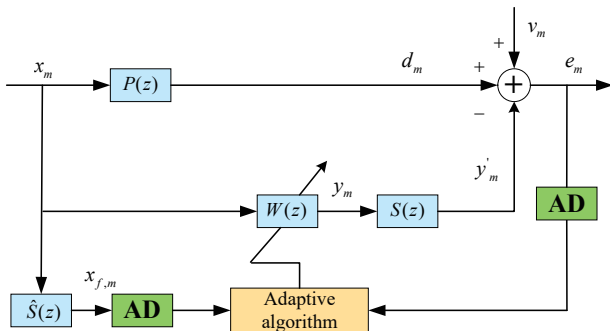 v_m
+
x_m
P(z)
d_m
+
+
e_m
−
y_m
y'_m
W(z)
S(z)
AD
x_{f,m}
Ŝ(z)
AD
Adaptive
algorithm